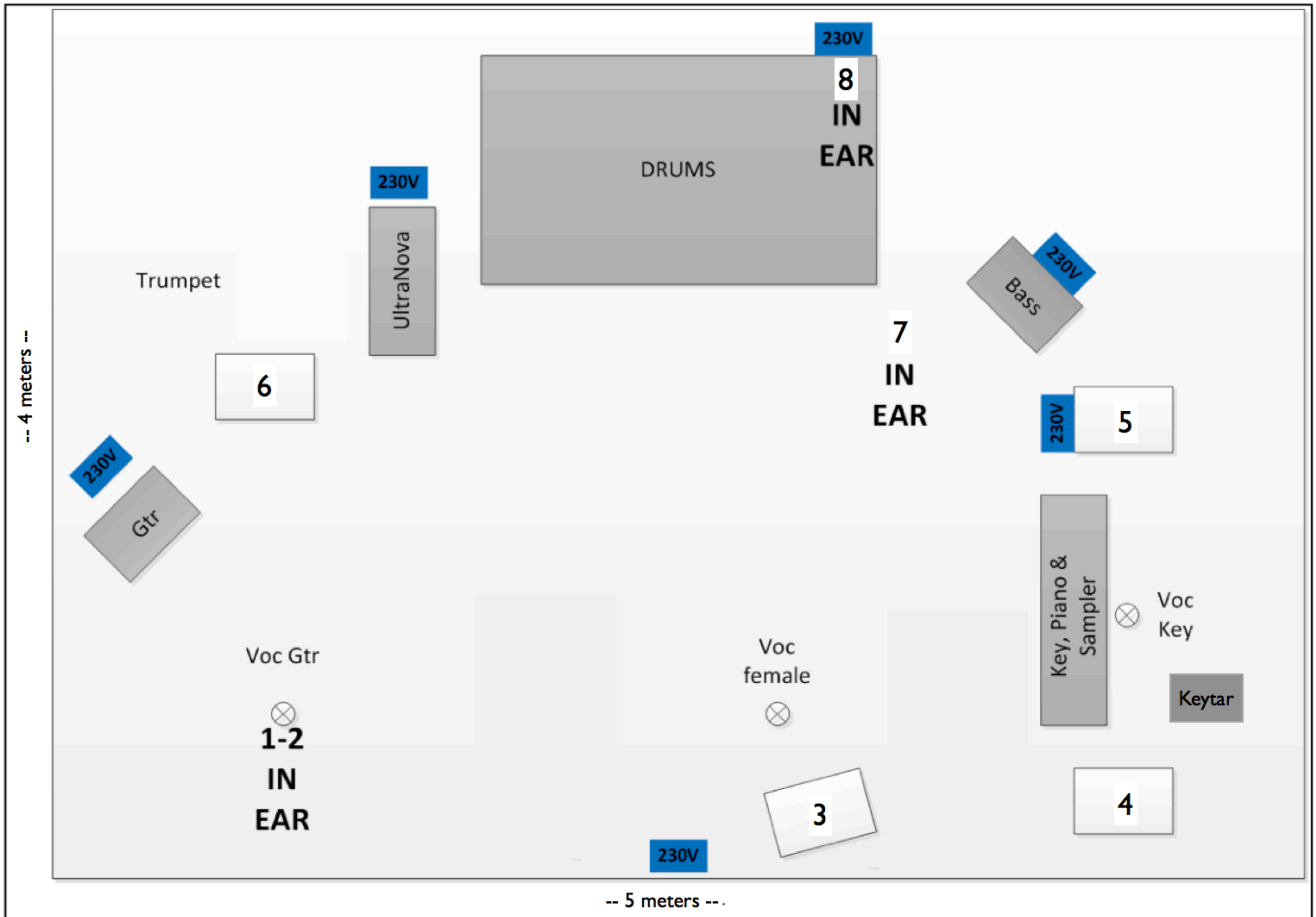 230V
8
IN
EAR
DRUMS
230V
UltraNova
Trumpet
230V
Bass
7
IN
EAR
6
230V
5
-- 4 meters --
230V
Gtr
Key, Piano &
Sampler
Voc
Key
Voc Gtr
Voc
female
Keytar
1-2
IN
EAR
3
4
230V
-- 5 meters --.